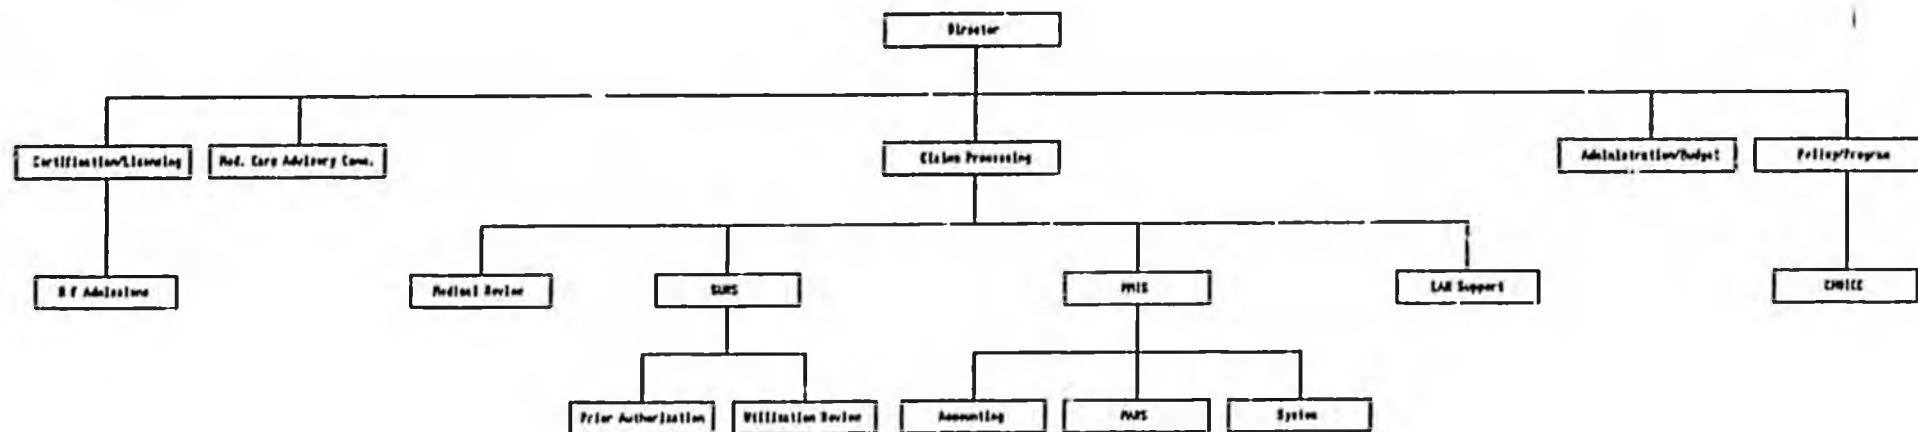 Director
Certification/Licensing
Med. Care Advisory Comm.
Claims Processing
Administration/Budget
Policy/Program
N F Admissions
Medical Review
SURS
MMIS
LAN Support
CHOICE
Prior Authorization
Utilization Review
Accounting
MARS
System